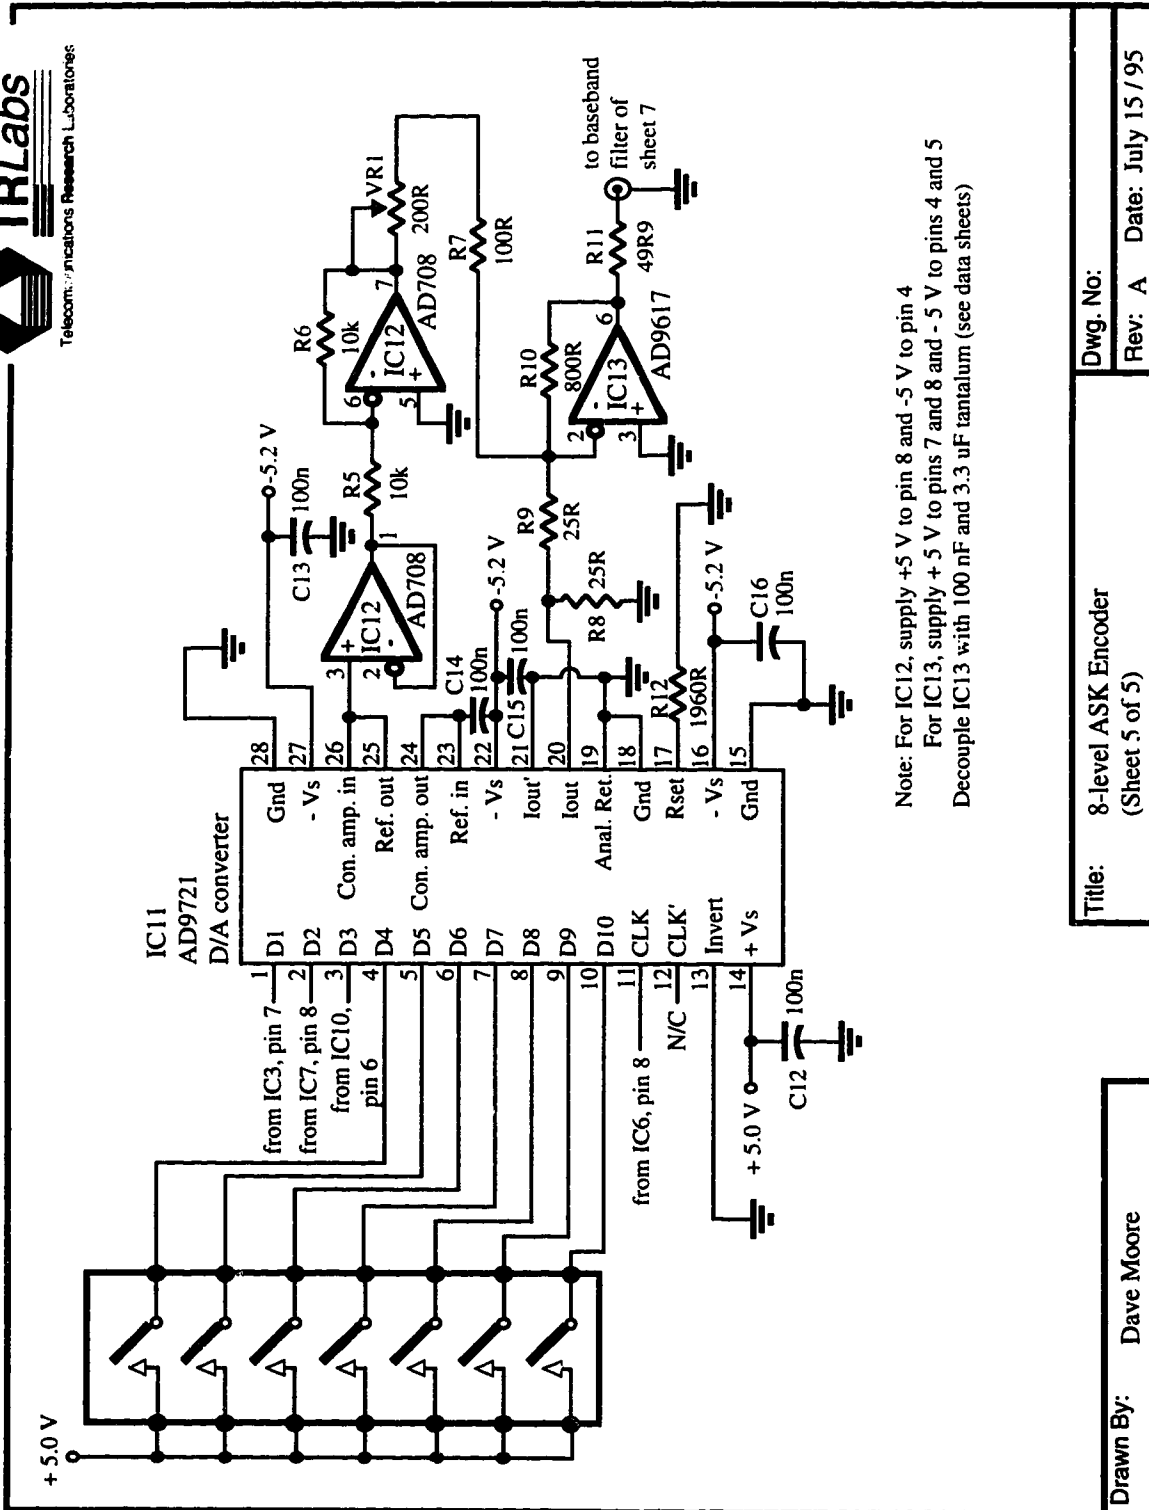 TRLabs
Telecommunications Research Laboratories
+ 5.0 V
IC11
AD9721
D/A converter
from IC3, pin 7
from IC7, pin 8
from IC10,
pin 6
from IC6, pin 8
N/C
+ 5.0 V
C12
100n
1 D1
2 D2
3 D3
4 D4
5 D5
6 D6
7 D7
8 D8
9 D9
10 D10
11 CLK
12 CLK'
13 Invert
14 + Vs
Gnd 28
- Vs 27
Con. amp. in 26
Ref. out 25
Con. amp. out 24
Ref. in 23
- Vs 22
Iout' 21
Iout 20
Anal. Ret. 19
Gnd 18
Rset 17
- Vs 16
Gnd 15
-5.2 V
C13
100n
3
2
+
-
IC12
AD708
1
R5
10k
R6
10k
6
5
-
+
IC12
AD708
7
VR1
200R
R7
100R
C14
100n
-5.2 V
C15
100n
R8
25R
R9
25R
R10
800R
2
3
-
+
IC13
AD9617
6
R11
49R9
to baseband
filter of
sheet 7
R12
1960R
-5.2 V
C16
100n
Note: For IC12, supply +5 V to pin 8 and -5 V to pin 4
For IC13, supply + 5 V to pins 7 and 8 and - 5 V to pins 4 and 5
Decouple IC13 with 100 nF and 3.3 uF tantalum (see data sheets)
Drawn By: Dave Moore
Title: 8-level ASK Encoder
(Sheet 5 of 5)
Dwg. No:
Rev: A Date: July 15 / 95